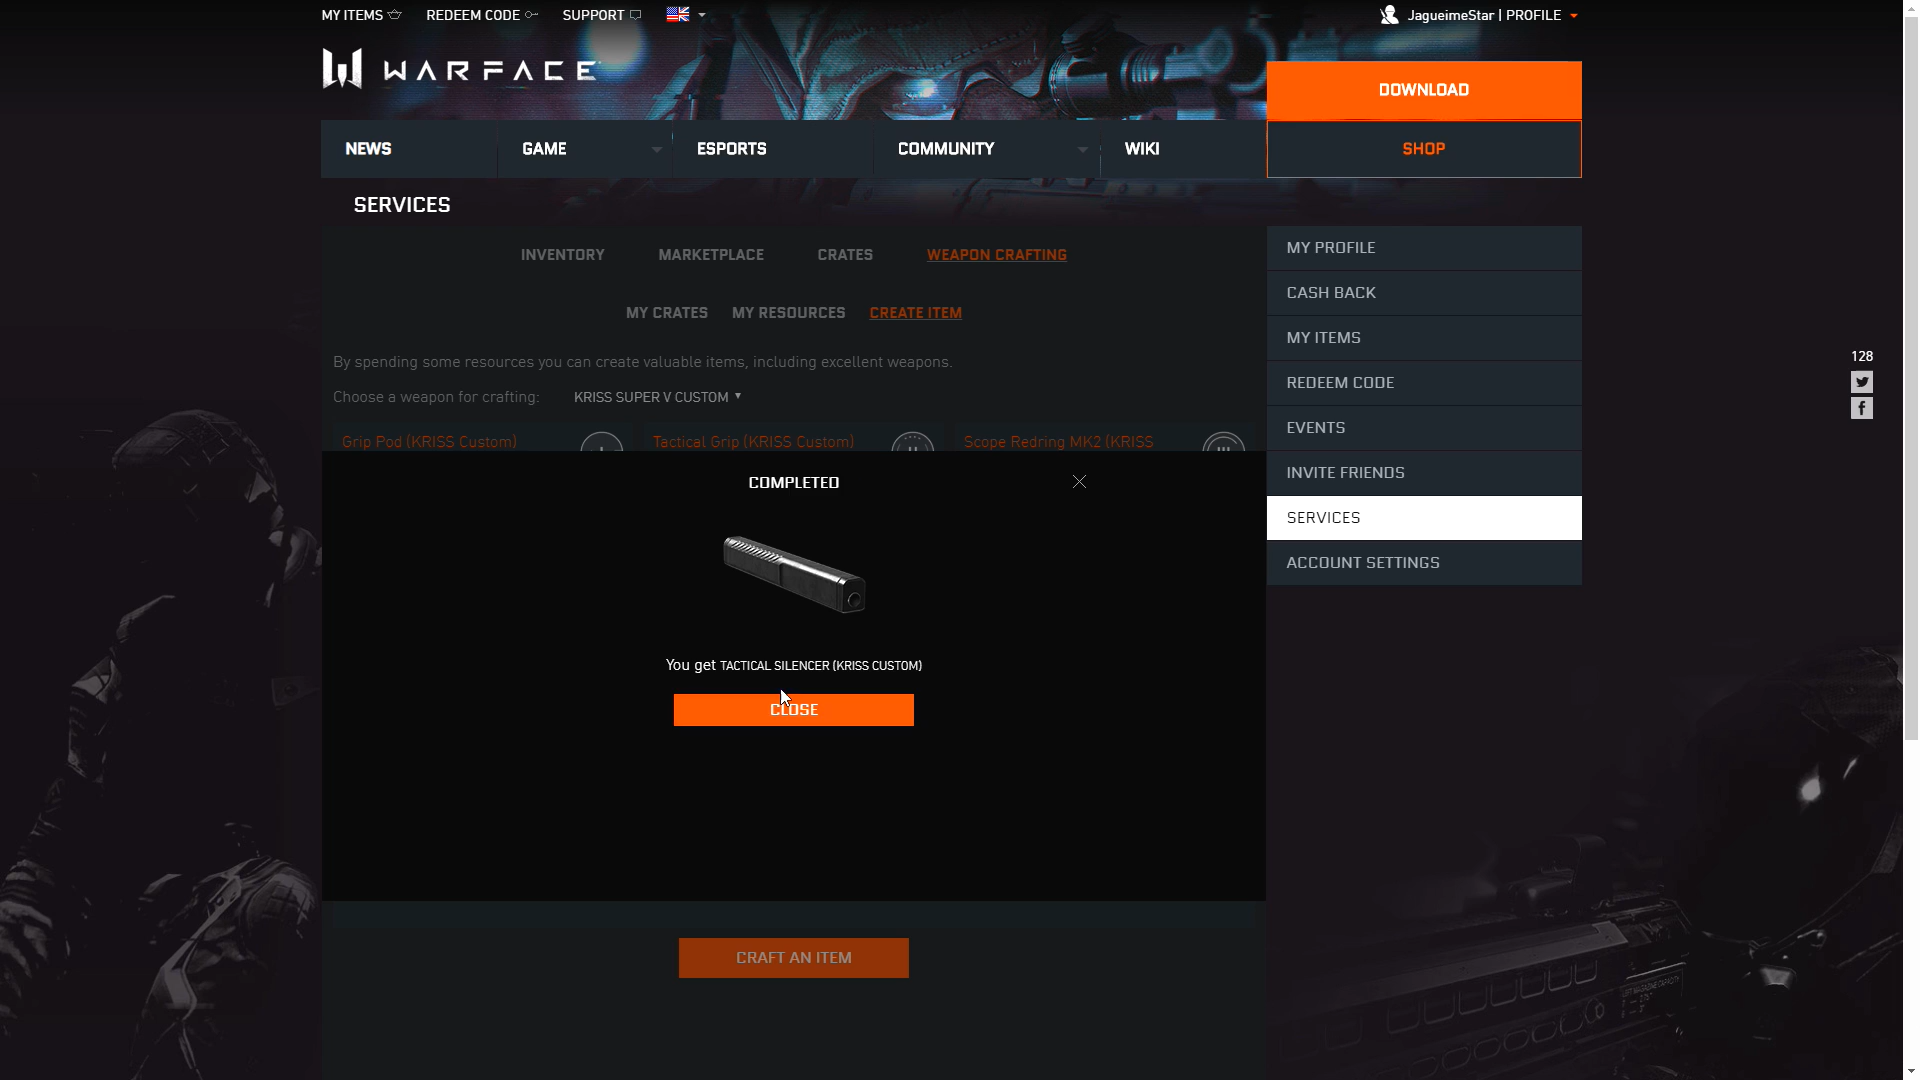 MY ITEMS
REDEEM CODE
SUPPORT
JagueimeStar | PROFILE
WARFACE
DOWNLOAD
NEWS
GAME
ESPORTS
COMMUNITY
WIKI
SHOP
SERVICES
INVENTORY
MARKETPLACE
CRATES
WEAPON CRAFTING
MY CRATES
MY RESOURCES
CREATE ITEM
By spending some resources you can create valuable items, including excellent weapons.
Choose a weapon for crafting:
KRISS SUPER V CUSTOM
Grip Pod (KRISS Custom)
Tactical Grip (KRISS Custom)
Scope Redring MK2 (KRISS
COMPLETED
You get TACTICAL SILENCER (KRISS CUSTOM)
CLOSE
CRAFT AN ITEM
MY PROFILE
CASH BACK
MY ITEMS
REDEEM CODE
EVENTS
INVITE FRIENDS
SERVICES
ACCOUNT SETTINGS
128